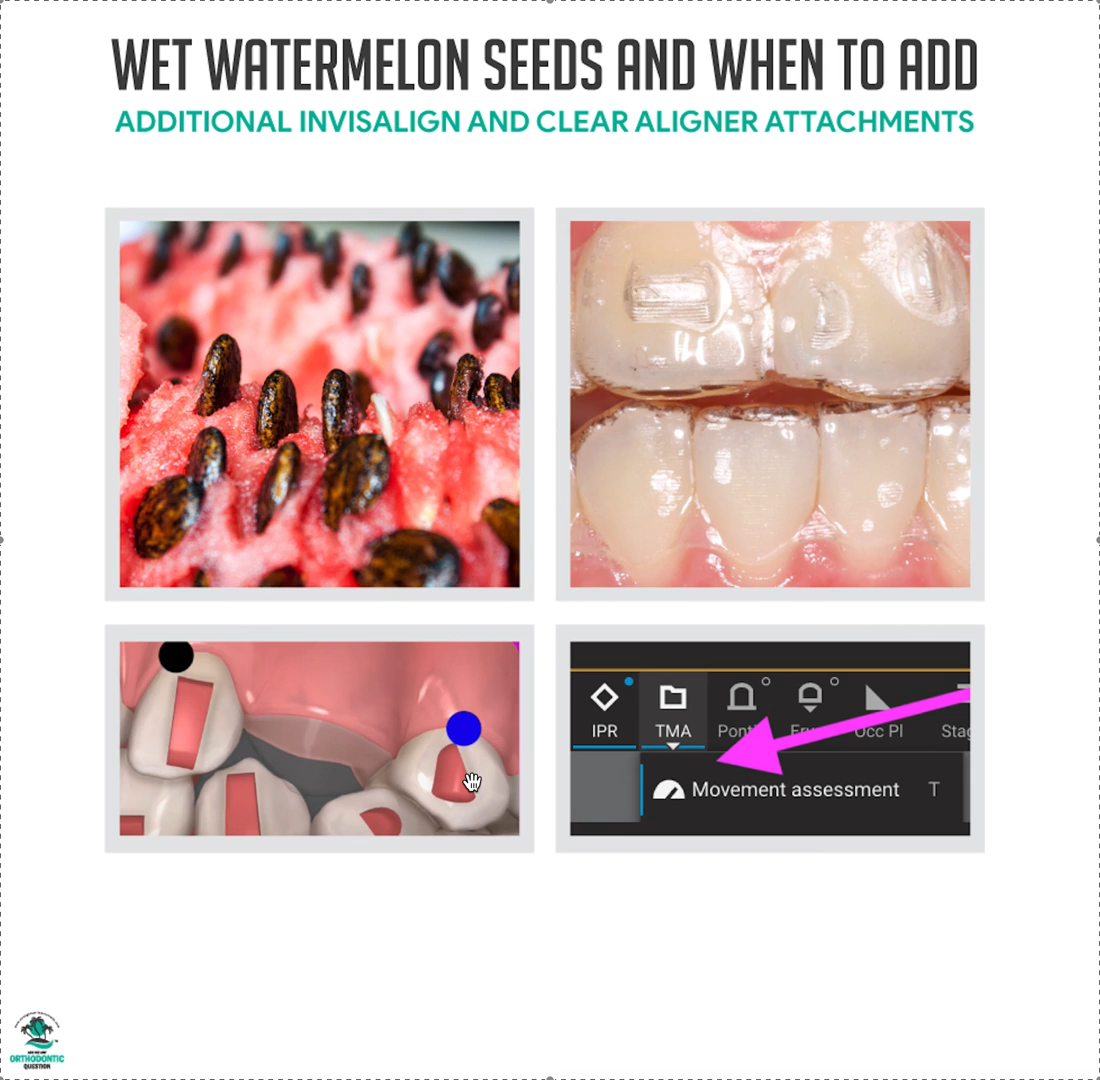 WET WATERMELON SEEDS AND WHEN TO ADD
ADDITIONAL INVISALIGN AND CLEAR ALIGNER ATTACHMENTS
IPR
TMA
Occ Pl
Movement assessment
T
ORTHODONTIC
QUESTION